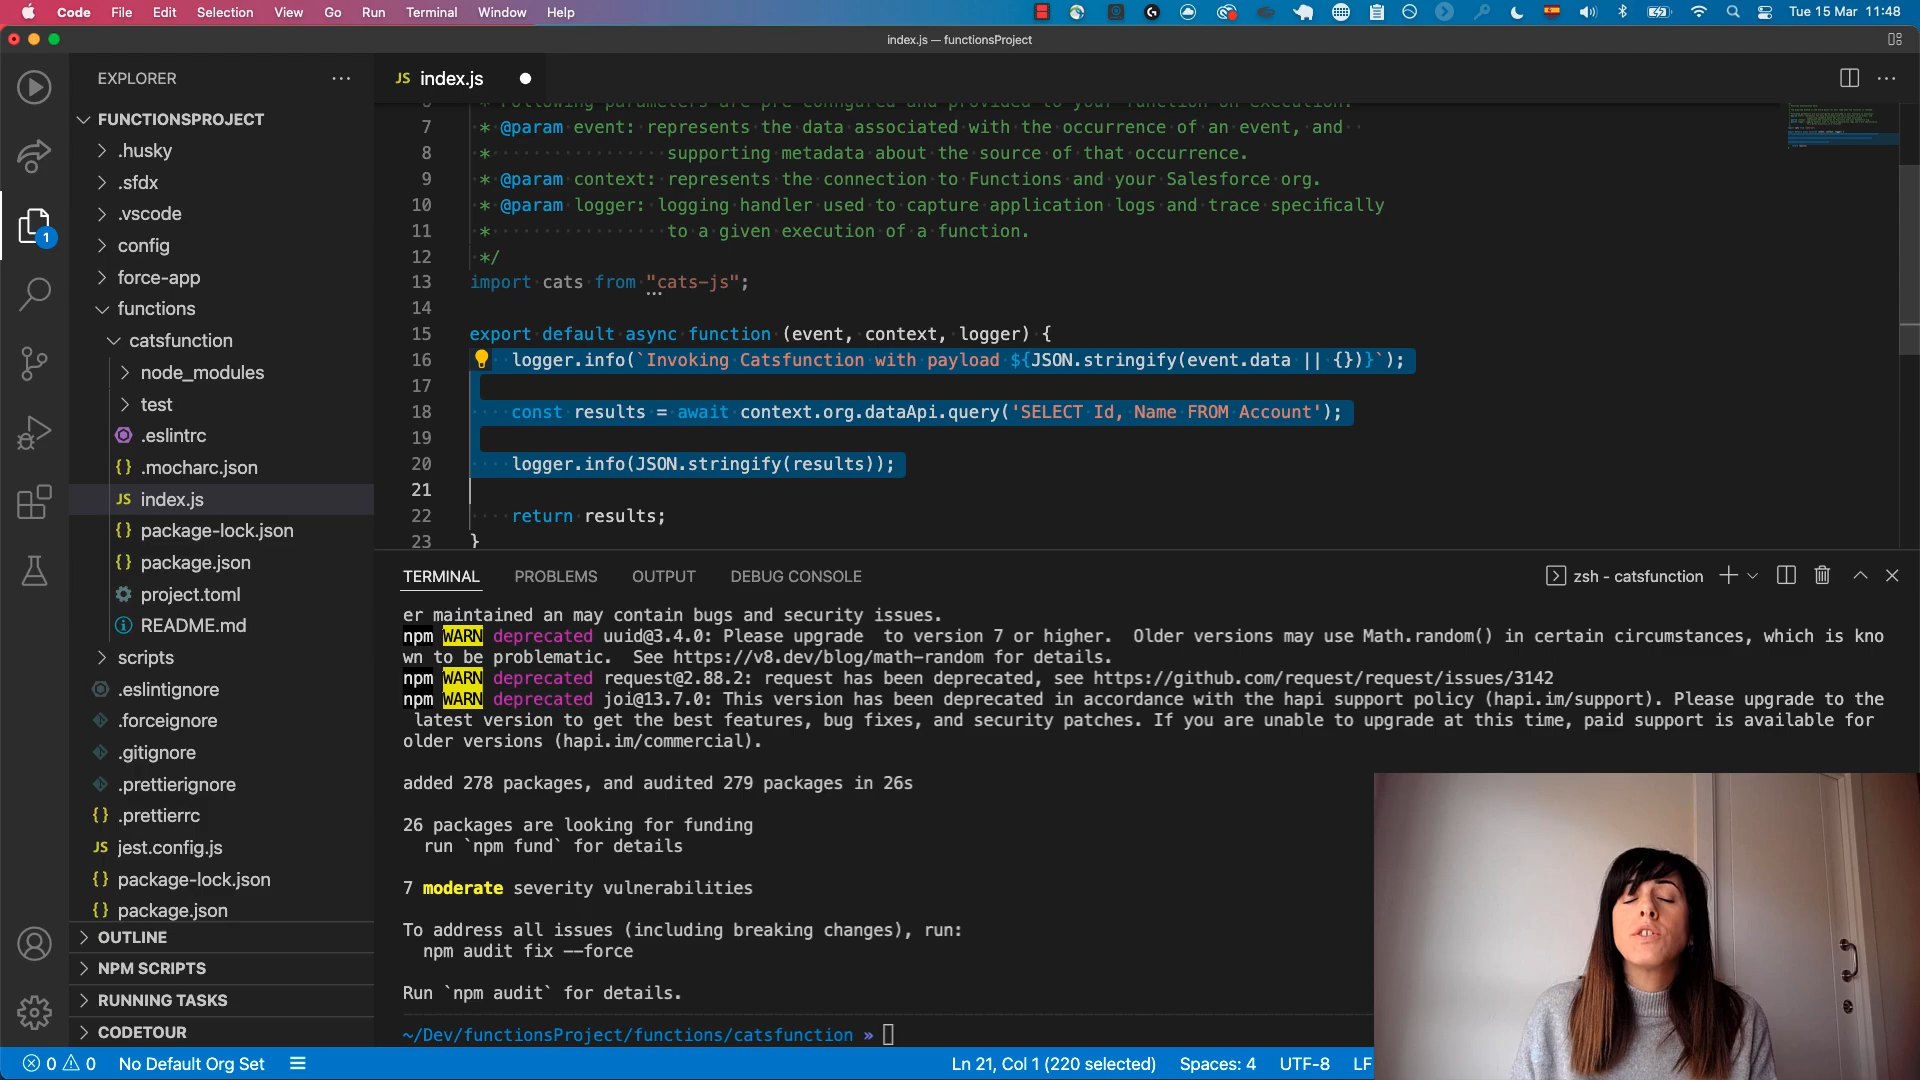 Code File Edit Selection View Go Run Terminal Window Help
Tue 15 Mar 11:48
index.js — functionsProject
EXPLORER
FUNCTIONSPROJECT
.husky
.sfdx
.vscode
config
force-app
functions
catsfunction
node_modules
test
.eslintrc
{} .mocharc.json
JS index.js
{} package-lock.json
{} package.json
project.toml
README.md
scripts
.eslintignore
.forceignore
.gitignore
.prettierignore
{} .prettierrc
JS jest.config.js
{} package-lock.json
{} package.json
OUTLINE
NPM SCRIPTS
RUNNING TASKS
CODETOUR
1
JS index.js
* Following parameters are pre-configured and provided to your function on execution.
7 * @param event: represents the data associated with the occurrence of an event, and
8 * supporting metadata about the source of that occurrence.
9 * @param context: represents the connection to Functions and your Salesforce org.
10 * @param logger: logging handler used to capture application logs and trace specifically
11 * to a given execution of a function.
12 */
13 import cats from "cats-js";
14
15 export default async function (event, context, logger) {
16 logger.info(`Invoking Catsfunction with payload ${JSON.stringify(event.data || {})}`);
17
18 const results = await context.org.dataApi.query('SELECT Id, Name FROM Account');
19
20 logger.info(JSON.stringify(results));
21
22 return results;
23 }
TERMINAL PROBLEMS OUTPUT DEBUG CONSOLE
zsh - catsfunction
er maintained an may contain bugs and security issues.
npm WARN deprecated uuid@3.4.0: Please upgrade  to version 7 or higher.  Older versions may use Math.random() in certain circumstances, which is kno
wn to be problematic.  See https://v8.dev/blog/math-random for details.
npm WARN deprecated request@2.88.2: request has been deprecated, see https://github.com/request/request/issues/3142
npm WARN deprecated joi@13.7.0: This version has been deprecated in accordance with the hapi support policy (hapi.im/support). Please upgrade to the
latest version to get the best features, bug fixes, and security patches. If you are unable to upgrade at this time, paid support is available for
older versions (hapi.im/commercial).
added 278 packages, and audited 279 packages in 26s
26 packages are looking for funding
run `npm fund` for details
7 moderate severity vulnerabilities
To address all issues (including breaking changes), run:
npm audit fix --force
Run `npm audit` for details.
~/Dev/functionsProject/functions/catsfunction »
0 0 No Default Org Set
Ln 21, Col 1 (220 selected) Spaces: 4 UTF-8 LF